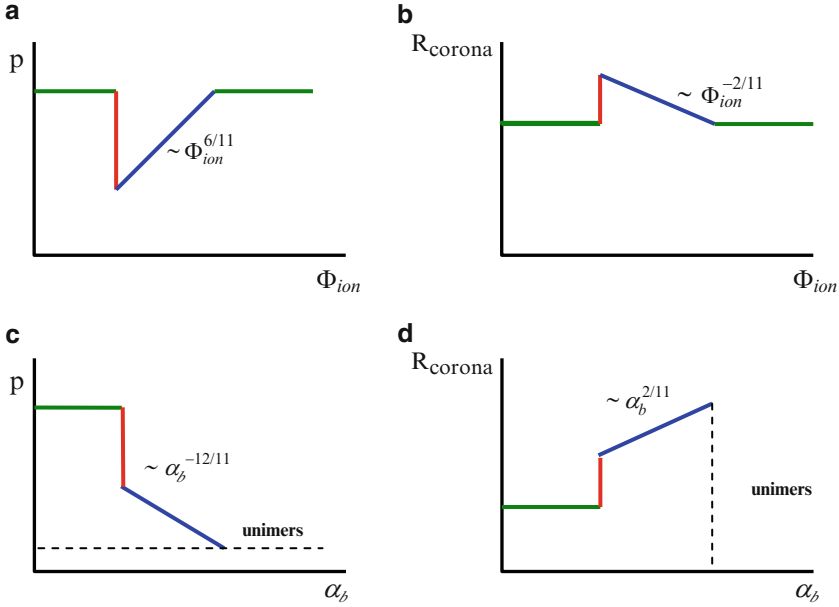 a
p
~ Φ_ion^6/11
Φ_ion
b
R_corona
~ Φ_ion^-2/11
Φ_ion
c
p
~ α_b^-12/11
unimers
α_b
d
R_corona
~ α_b^2/11
unimers
α_b